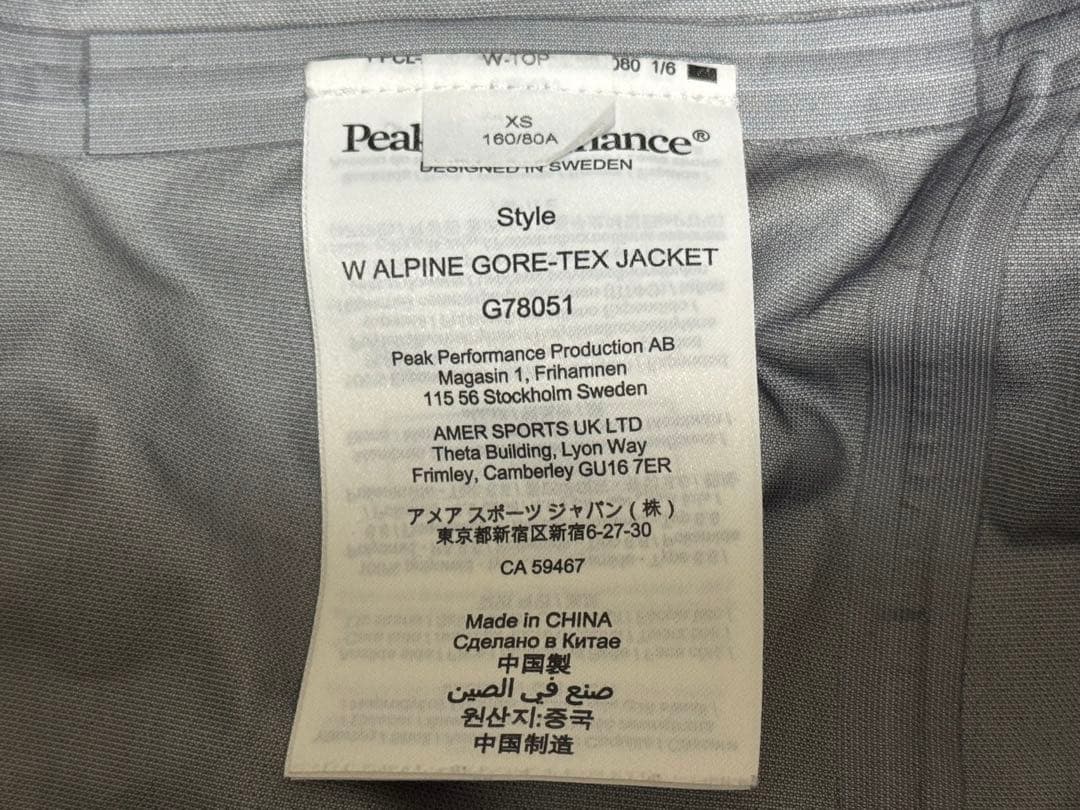 W-TOP
080 1/6
XS
160/80A
Peak ance®
DESIGNED IN SWEDEN
Style
W ALPINE GORE-TEX JACKET
G78051
Peak Performance Production AB
Magasin 1, Frihamnen
115 56 Stockholm Sweden
AMER SPORTS UK LTD
Theta Building, Lyon Way
Frimley, Camberley GU16 7ER
アメア スポーツ ジャパン（株）
東京都新宿区新宿6-27-30
CA 59467
Made in CHINA
Сделано в Китае
中国製
صنع في الصين
원산지:중국
中国制造